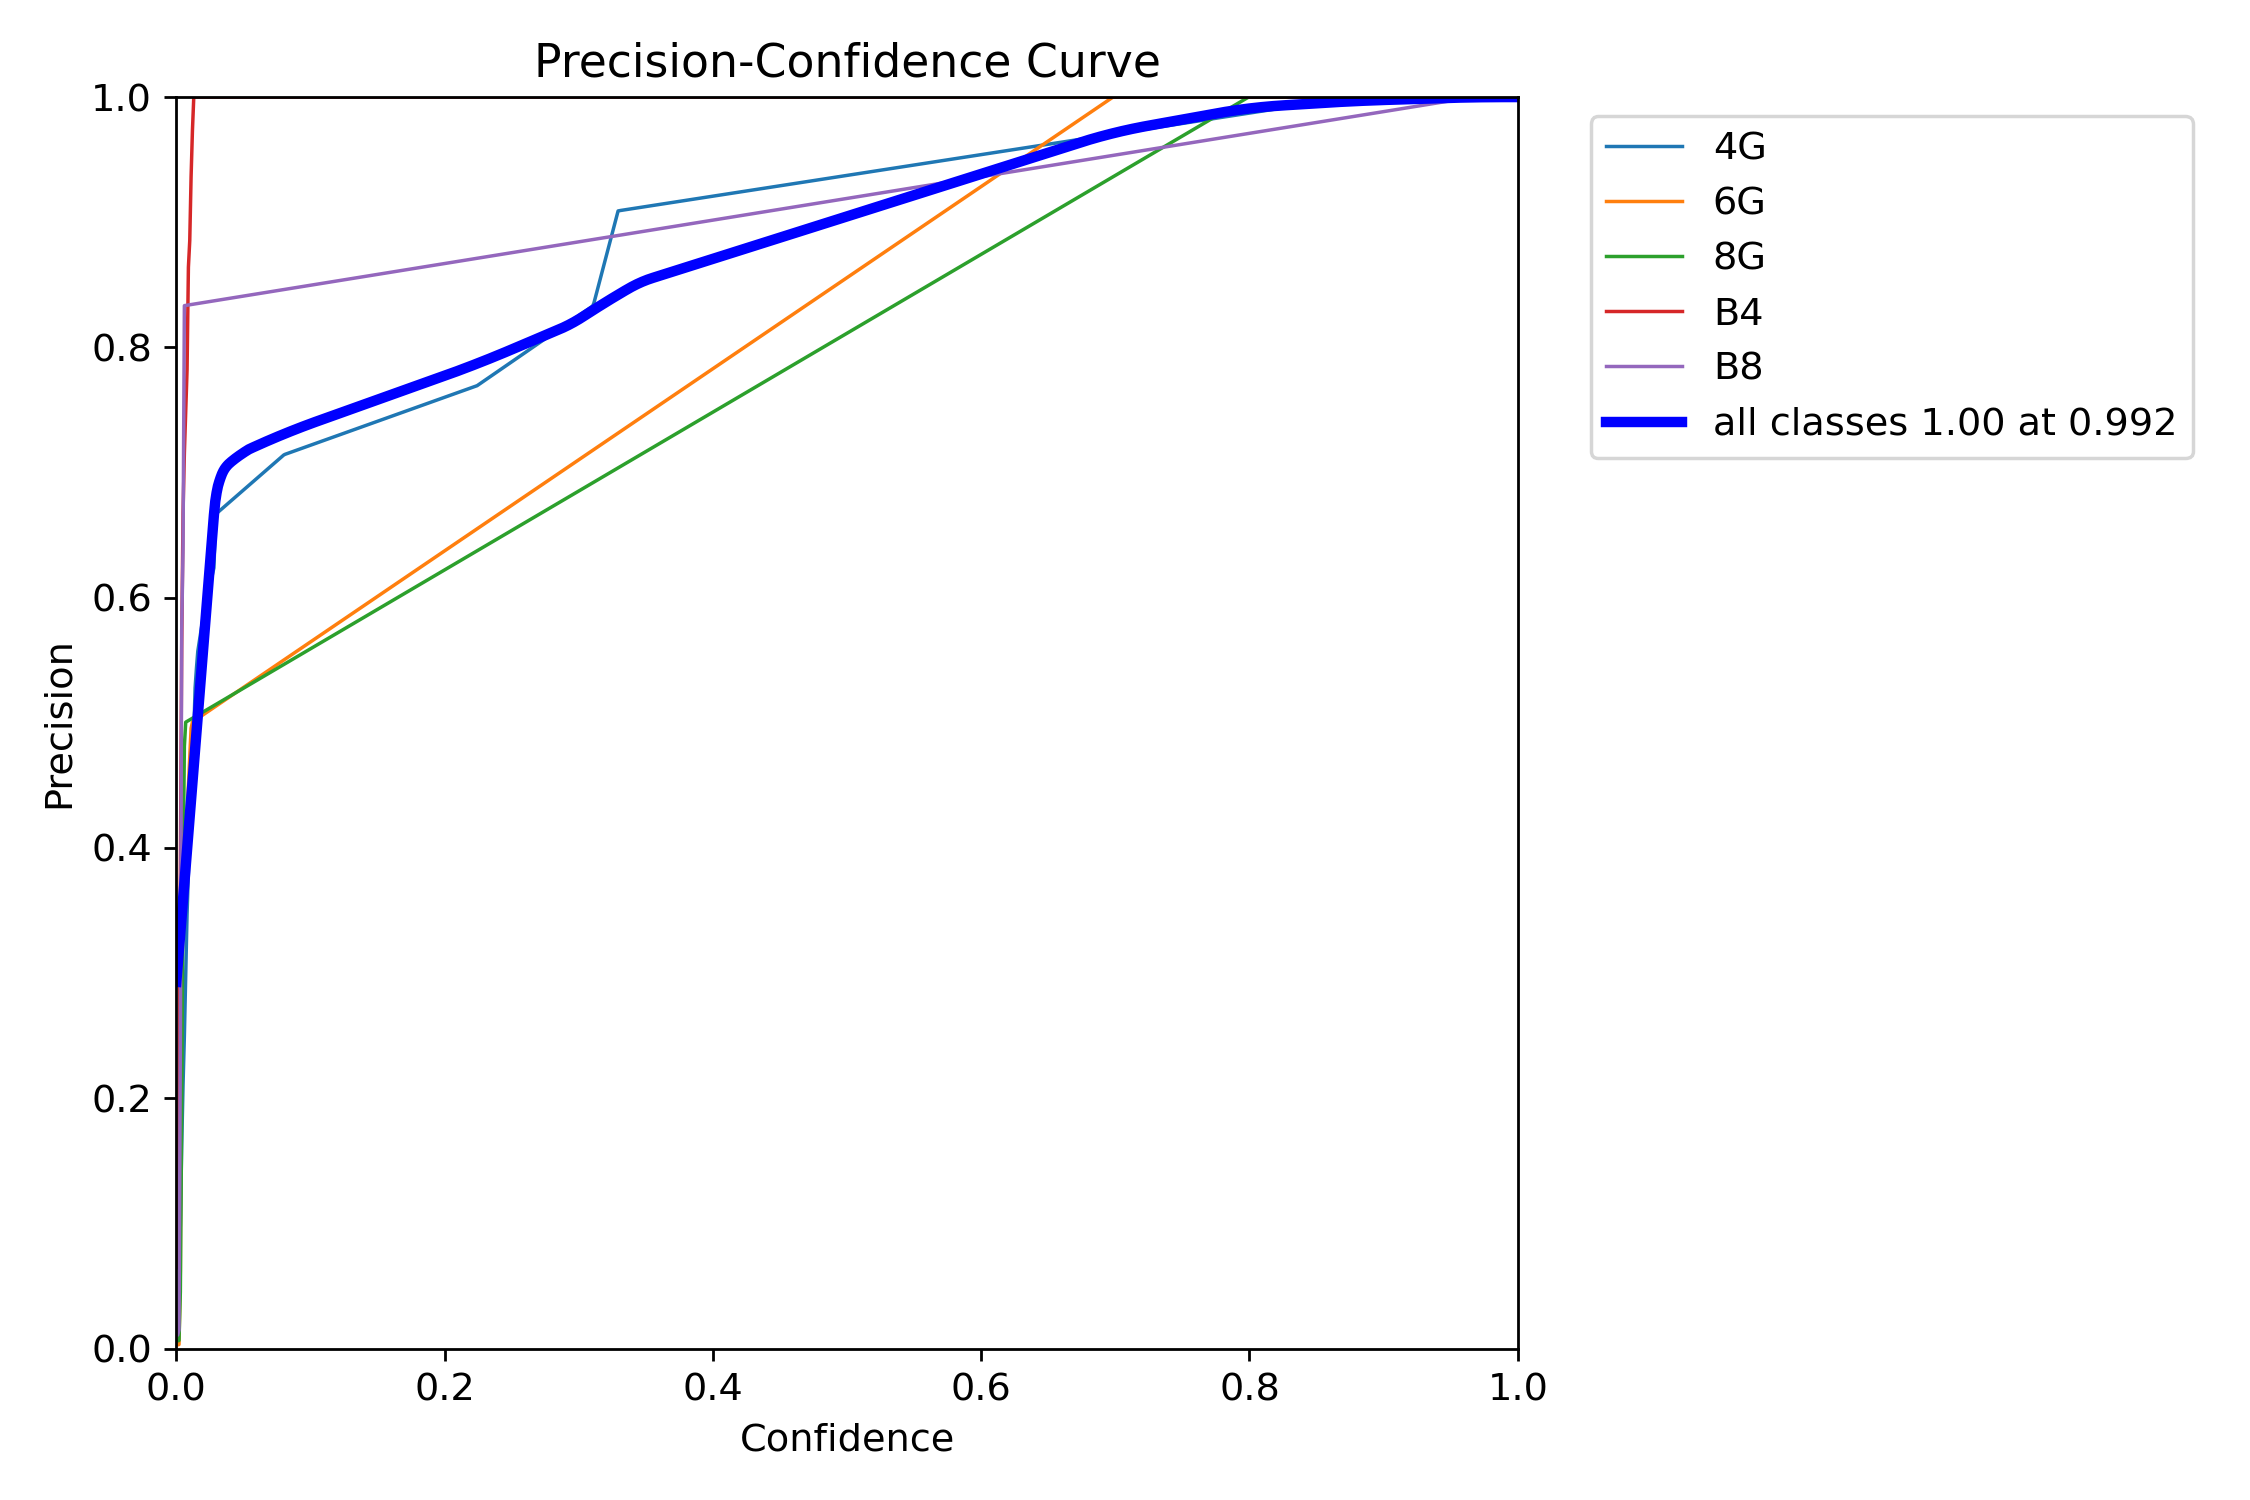 Precision-Confidence Curve
1.0
0.8
0.6
0.4
0.2
0.0
Precision
0.0 0.2 0.4 0.6 0.8 1.0
Confidence
4G
6G
8G
B4
B8
all classes 1.00 at 0.992